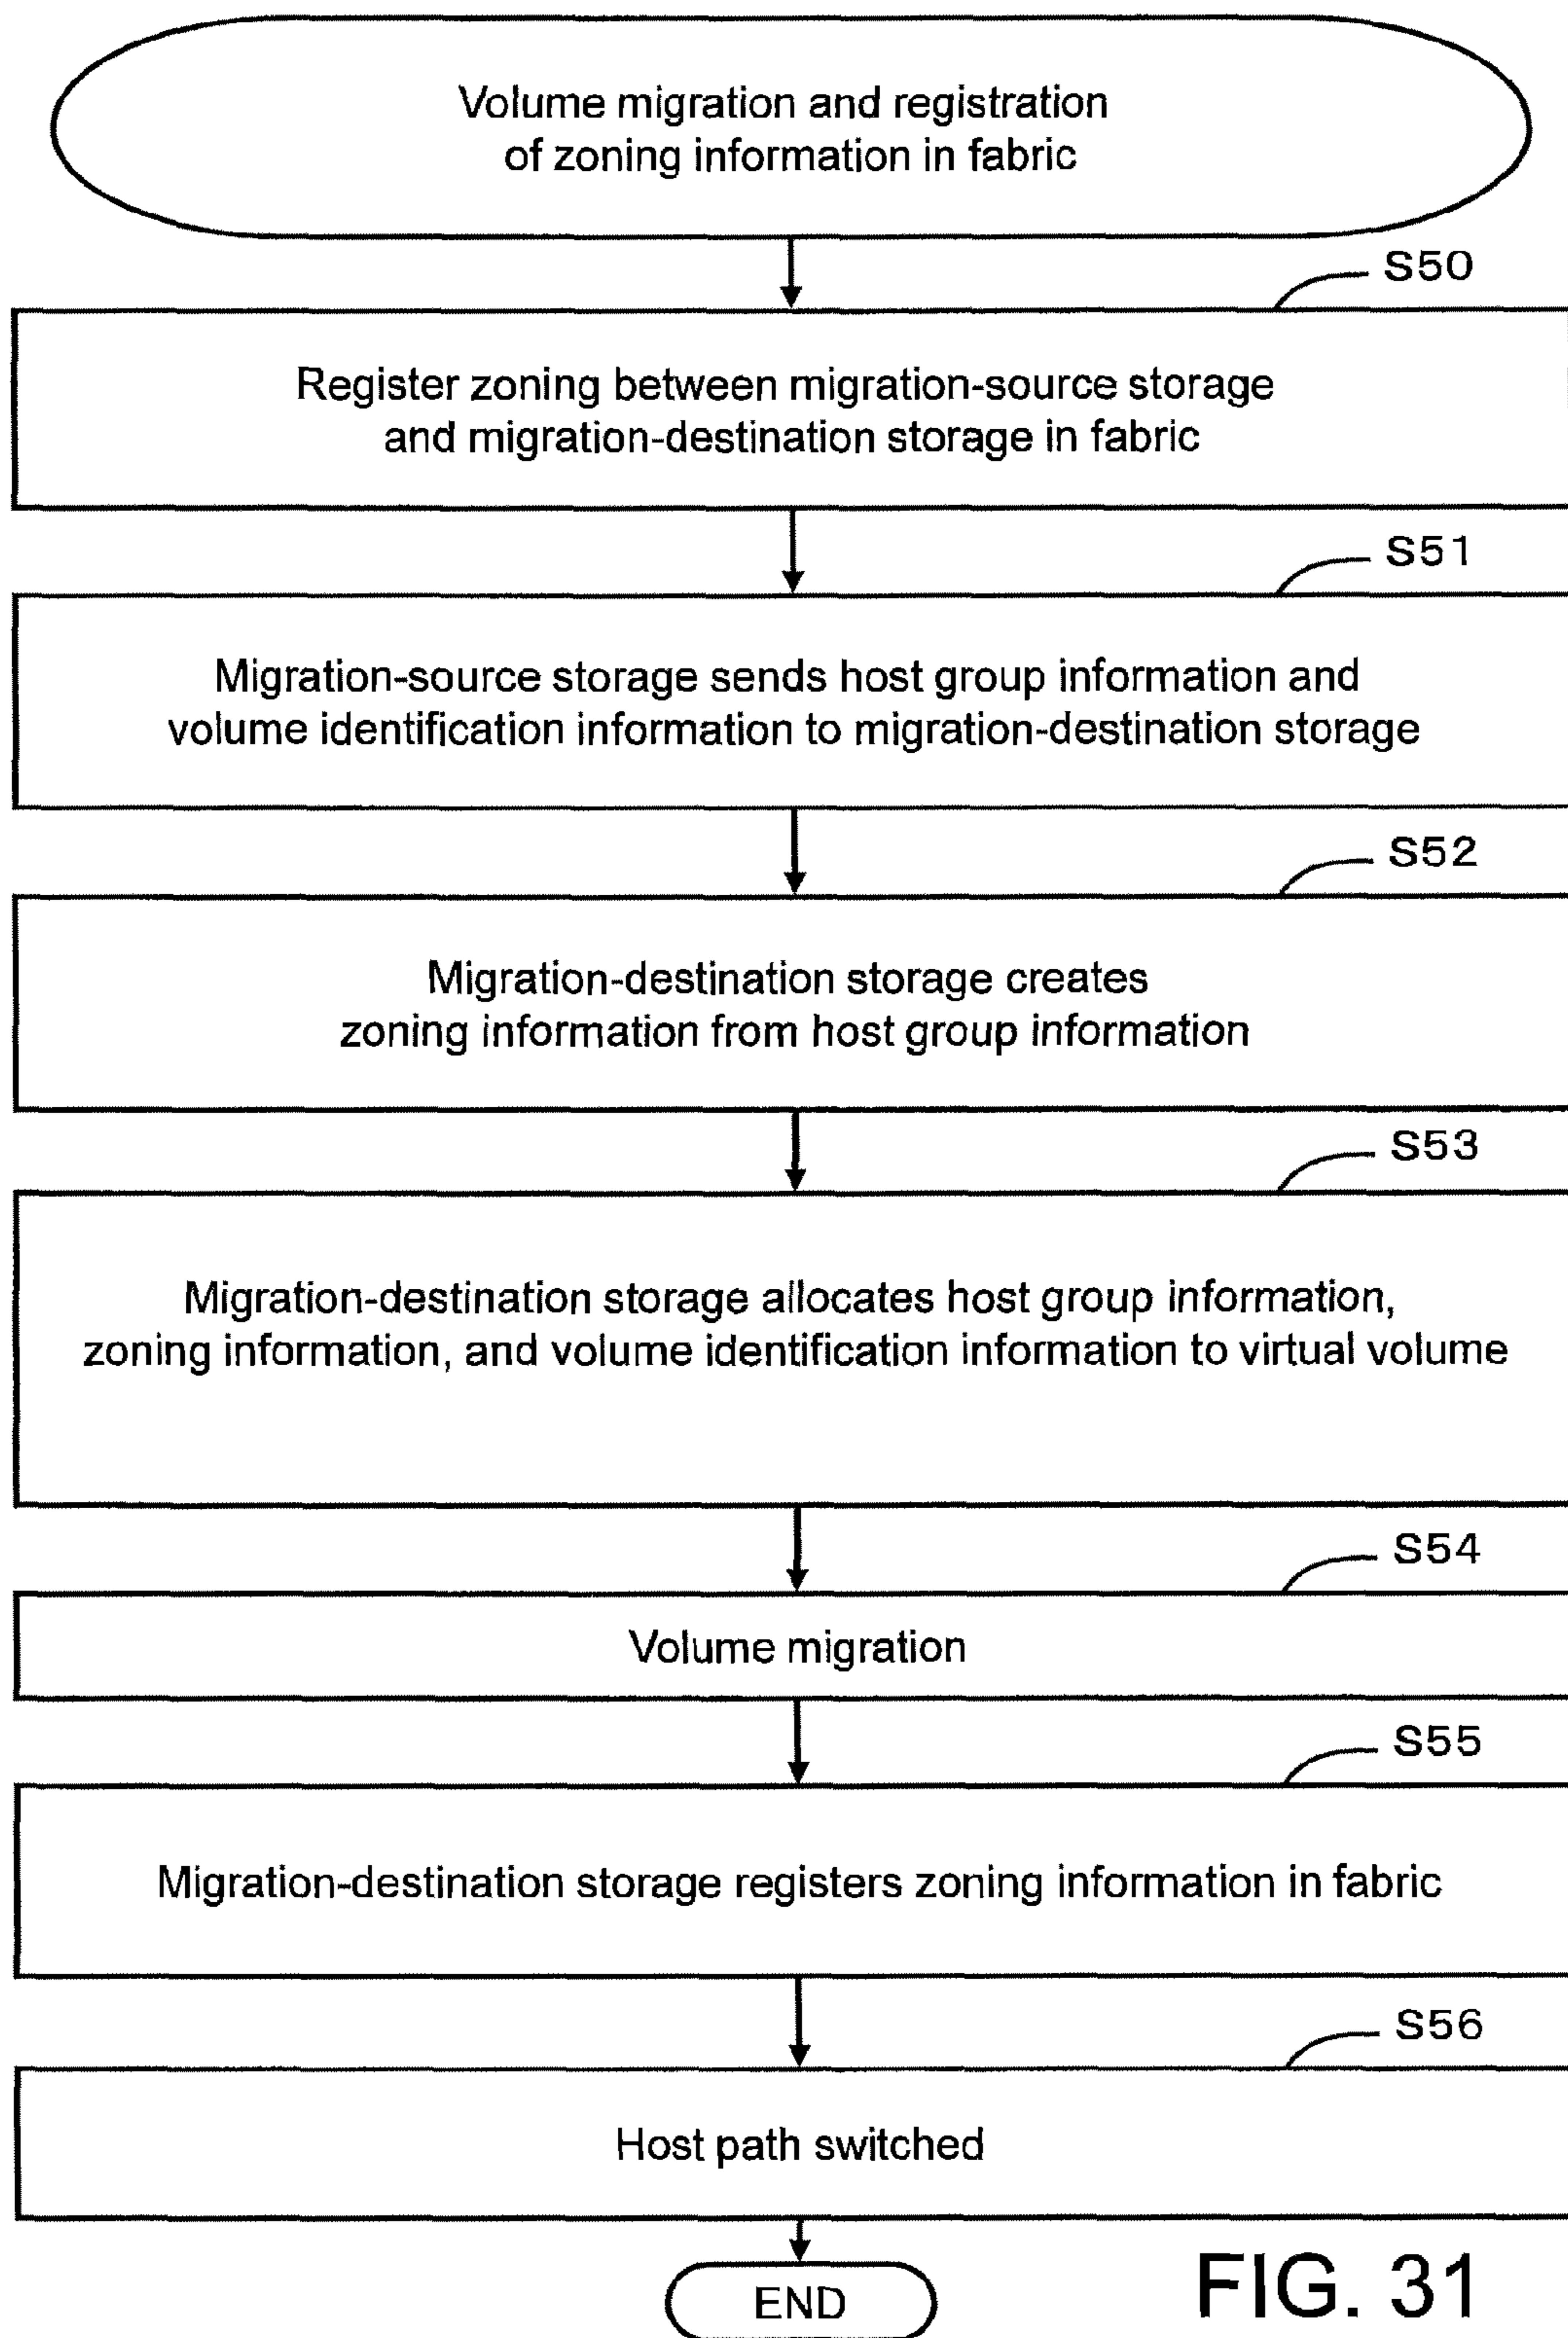 Volume migration and registration
of zoning information in fabric
S50
Register zoning between migration-source storage
and migration-destination storage in fabric
S51
Migration-source storage sends host group information and
volume identification information to migration-destination storage
S52
Migration-destination storage creates
zoning information from host group information
S53
Migration-destination storage allocates host group information,
zoning information, and volume identification information to virtual volume
S54
Volume migration
S55
Migration-destination storage registers zoning information in fabric
S56
Host path switched
END
FIG. 31